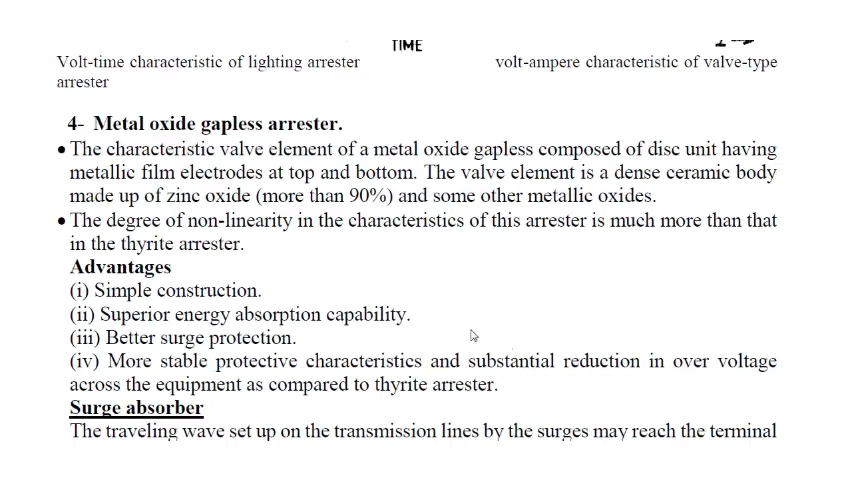 TIME
Volt-time characteristic of lighting arrester volt-ampere characteristic of valve-type
arrester
4- Metal oxide gapless arrester.
• The characteristic valve element of a metal oxide gapless composed of disc unit having
metallic film electrodes at top and bottom. The valve element is a dense ceramic body
made up of zinc oxide (more than 90%) and some other metallic oxides.
• The degree of non-linearity in the characteristics of this arrester is much more than that
in the thyrite arrester.
Advantages
(i) Simple construction.
(ii) Superior energy absorption capability.
(iii) Better surge protection.
(iv) More stable protective characteristics and substantial reduction in over voltage
across the equipment as compared to thyrite arrester.
Surge absorber
The traveling wave set up on the transmission lines by the surges may reach the terminal